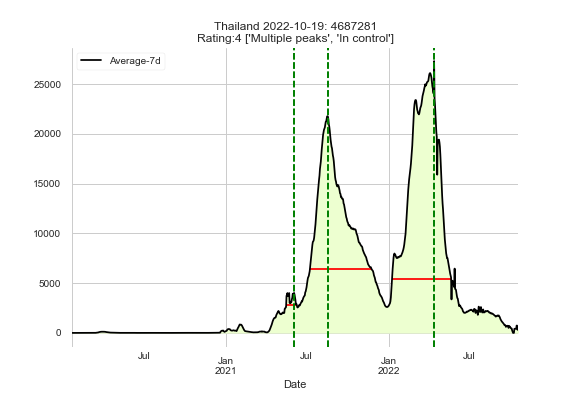 Thailand 2022-10-19: 4687281
Rating:4 ['Multiple peaks', 'In control']
Average-7d
25000
20000
15000
10000
5000
0
Jul
Jan
2021
Jul
Jan
2022
Jul
Date